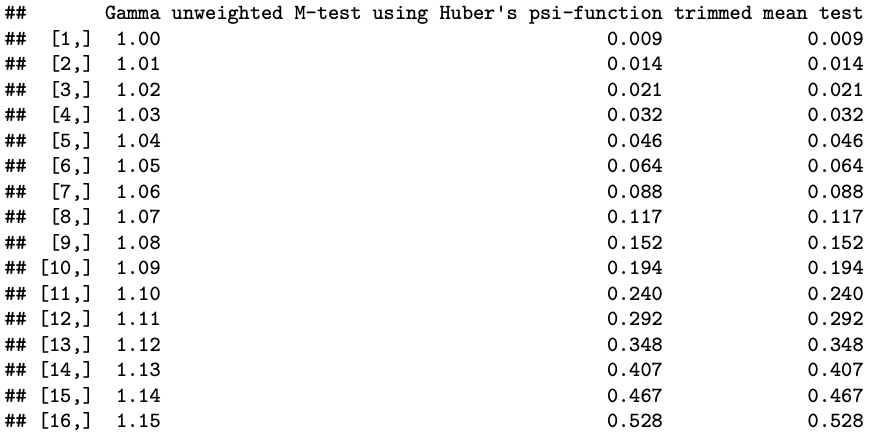 ##       Gamma unweighted M-test using Huber's psi-function trimmed mean test
##  [1,]  1.00                                        0.009             0.009
##  [2,]  1.01                                        0.014             0.014
##  [3,]  1.02                                        0.021             0.021
##  [4,]  1.03                                        0.032             0.032
##  [5,]  1.04                                        0.046             0.046
##  [6,]  1.05                                        0.064             0.064
##  [7,]  1.06                                        0.088             0.088
##  [8,]  1.07                                        0.117             0.117
##  [9,]  1.08                                        0.152             0.152
## [10,]  1.09                                        0.194             0.194
## [11,]  1.10                                        0.240             0.240
## [12,]  1.11                                        0.292             0.292
## [13,]  1.12                                        0.348             0.348
## [14,]  1.13                                        0.407             0.407
## [15,]  1.14                                        0.467             0.467
## [16,]  1.15                                        0.528             0.528